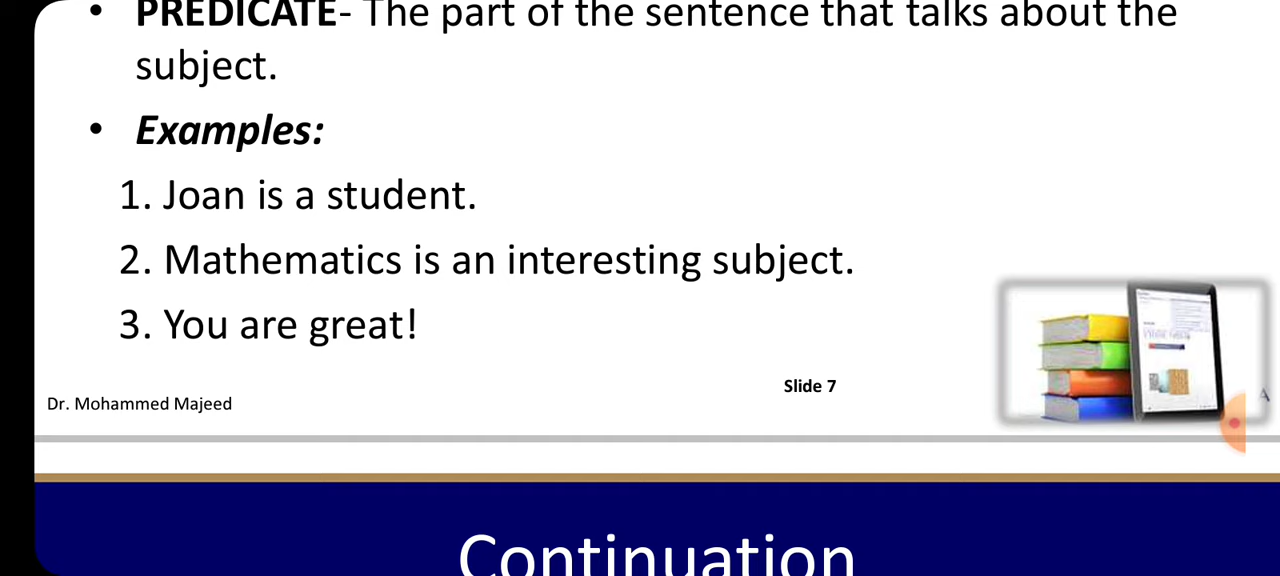 • PREDICATE- The part of the sentence that talks about the
subject.
• Examples:
1. Joan is a student.
2. Mathematics is an interesting subject.
3. You are great!
Slide 7
Dr. Mohammed Majeed
A
Continuation